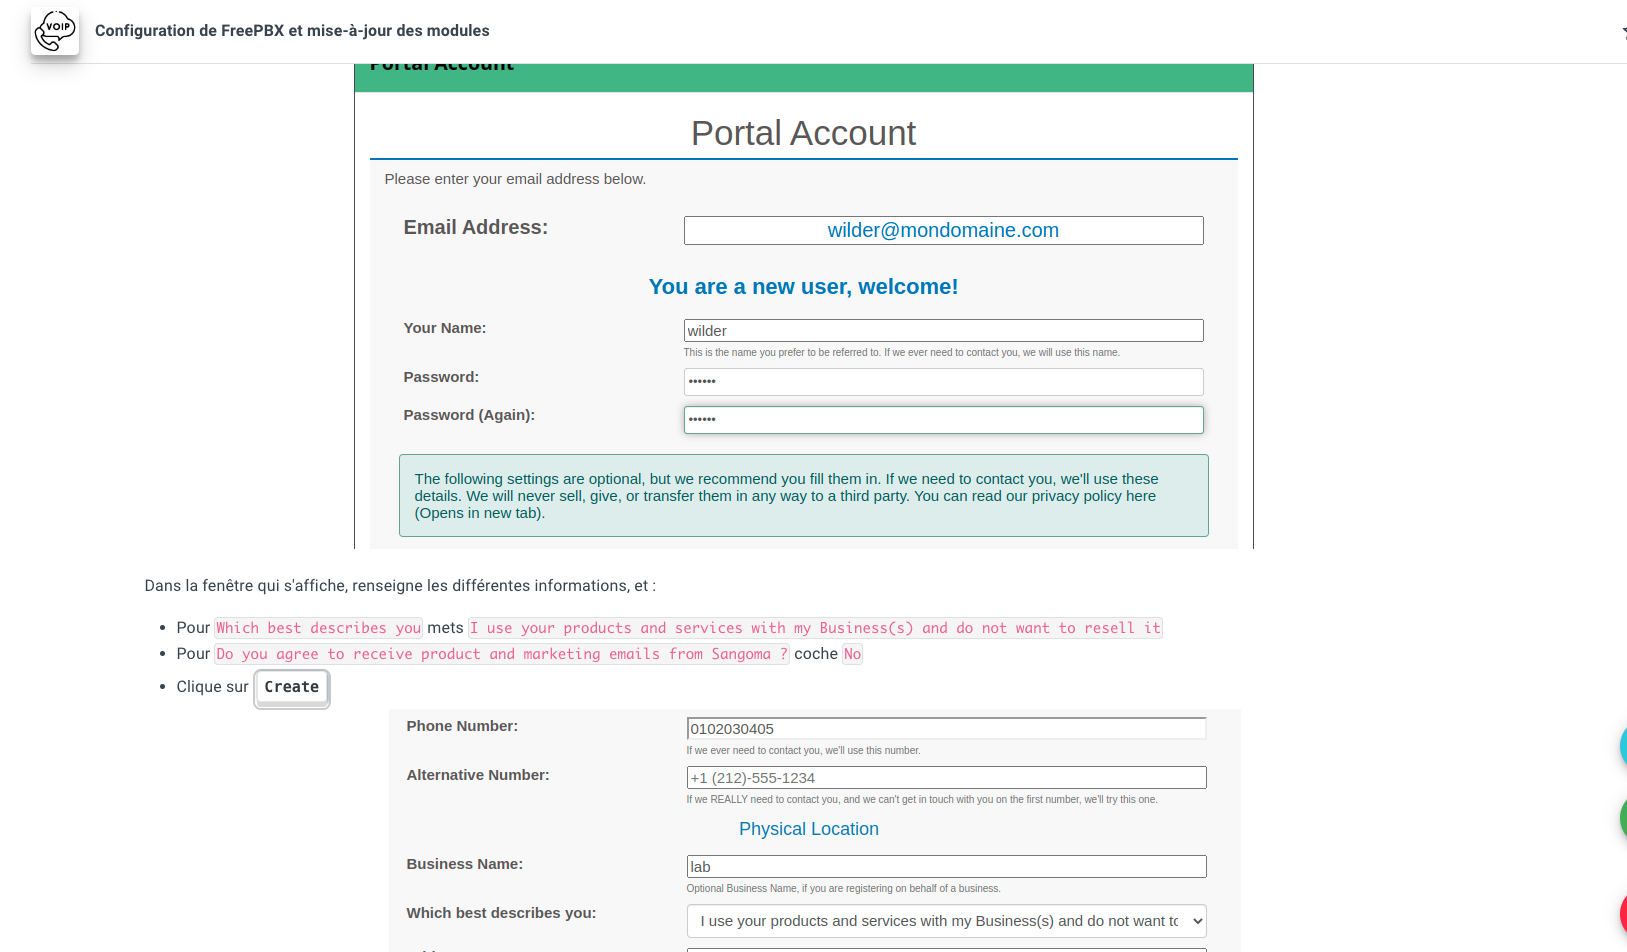 VOIP
Configuration de FreePBX et mise-à-jour des modules
Portal Account
Portal Account
Please enter your email address below.
Email Address:
wilder@mondomaine.com
You are a new user, welcome!
Your Name:
wilder
This is the name you prefer to be referred to. If we ever need to contact you, we will use this name.
Password:
••••••
Password (Again):
••••••
The following settings are optional, but we recommend you fill them in. If we need to contact you, we'll use these
details. We will never sell, give, or transfer them in any way to a third party. You can read our privacy policy here
(Opens in new tab).
Dans la fenêtre qui s'affiche, renseigne les différentes informations, et :
• Pour Which best describes you mets I use your products and services with my Business(s) and do not want to resell it
• Pour Do you agree to receive product and marketing emails from Sangoma ? coche No
• Clique sur Create
Phone Number:
0102030405
If we ever need to contact you, we'll use this number.
Alternative Number:
+1 (212)-555-1234
If we REALLY need to contact you, and we can't get in touch with you on the first number, we'll try this one.
Physical Location
Business Name:
lab
Optional Business Name, if you are registering on behalf of a business.
Which best describes you:
I use your products and services with my Business(s) and do not want to